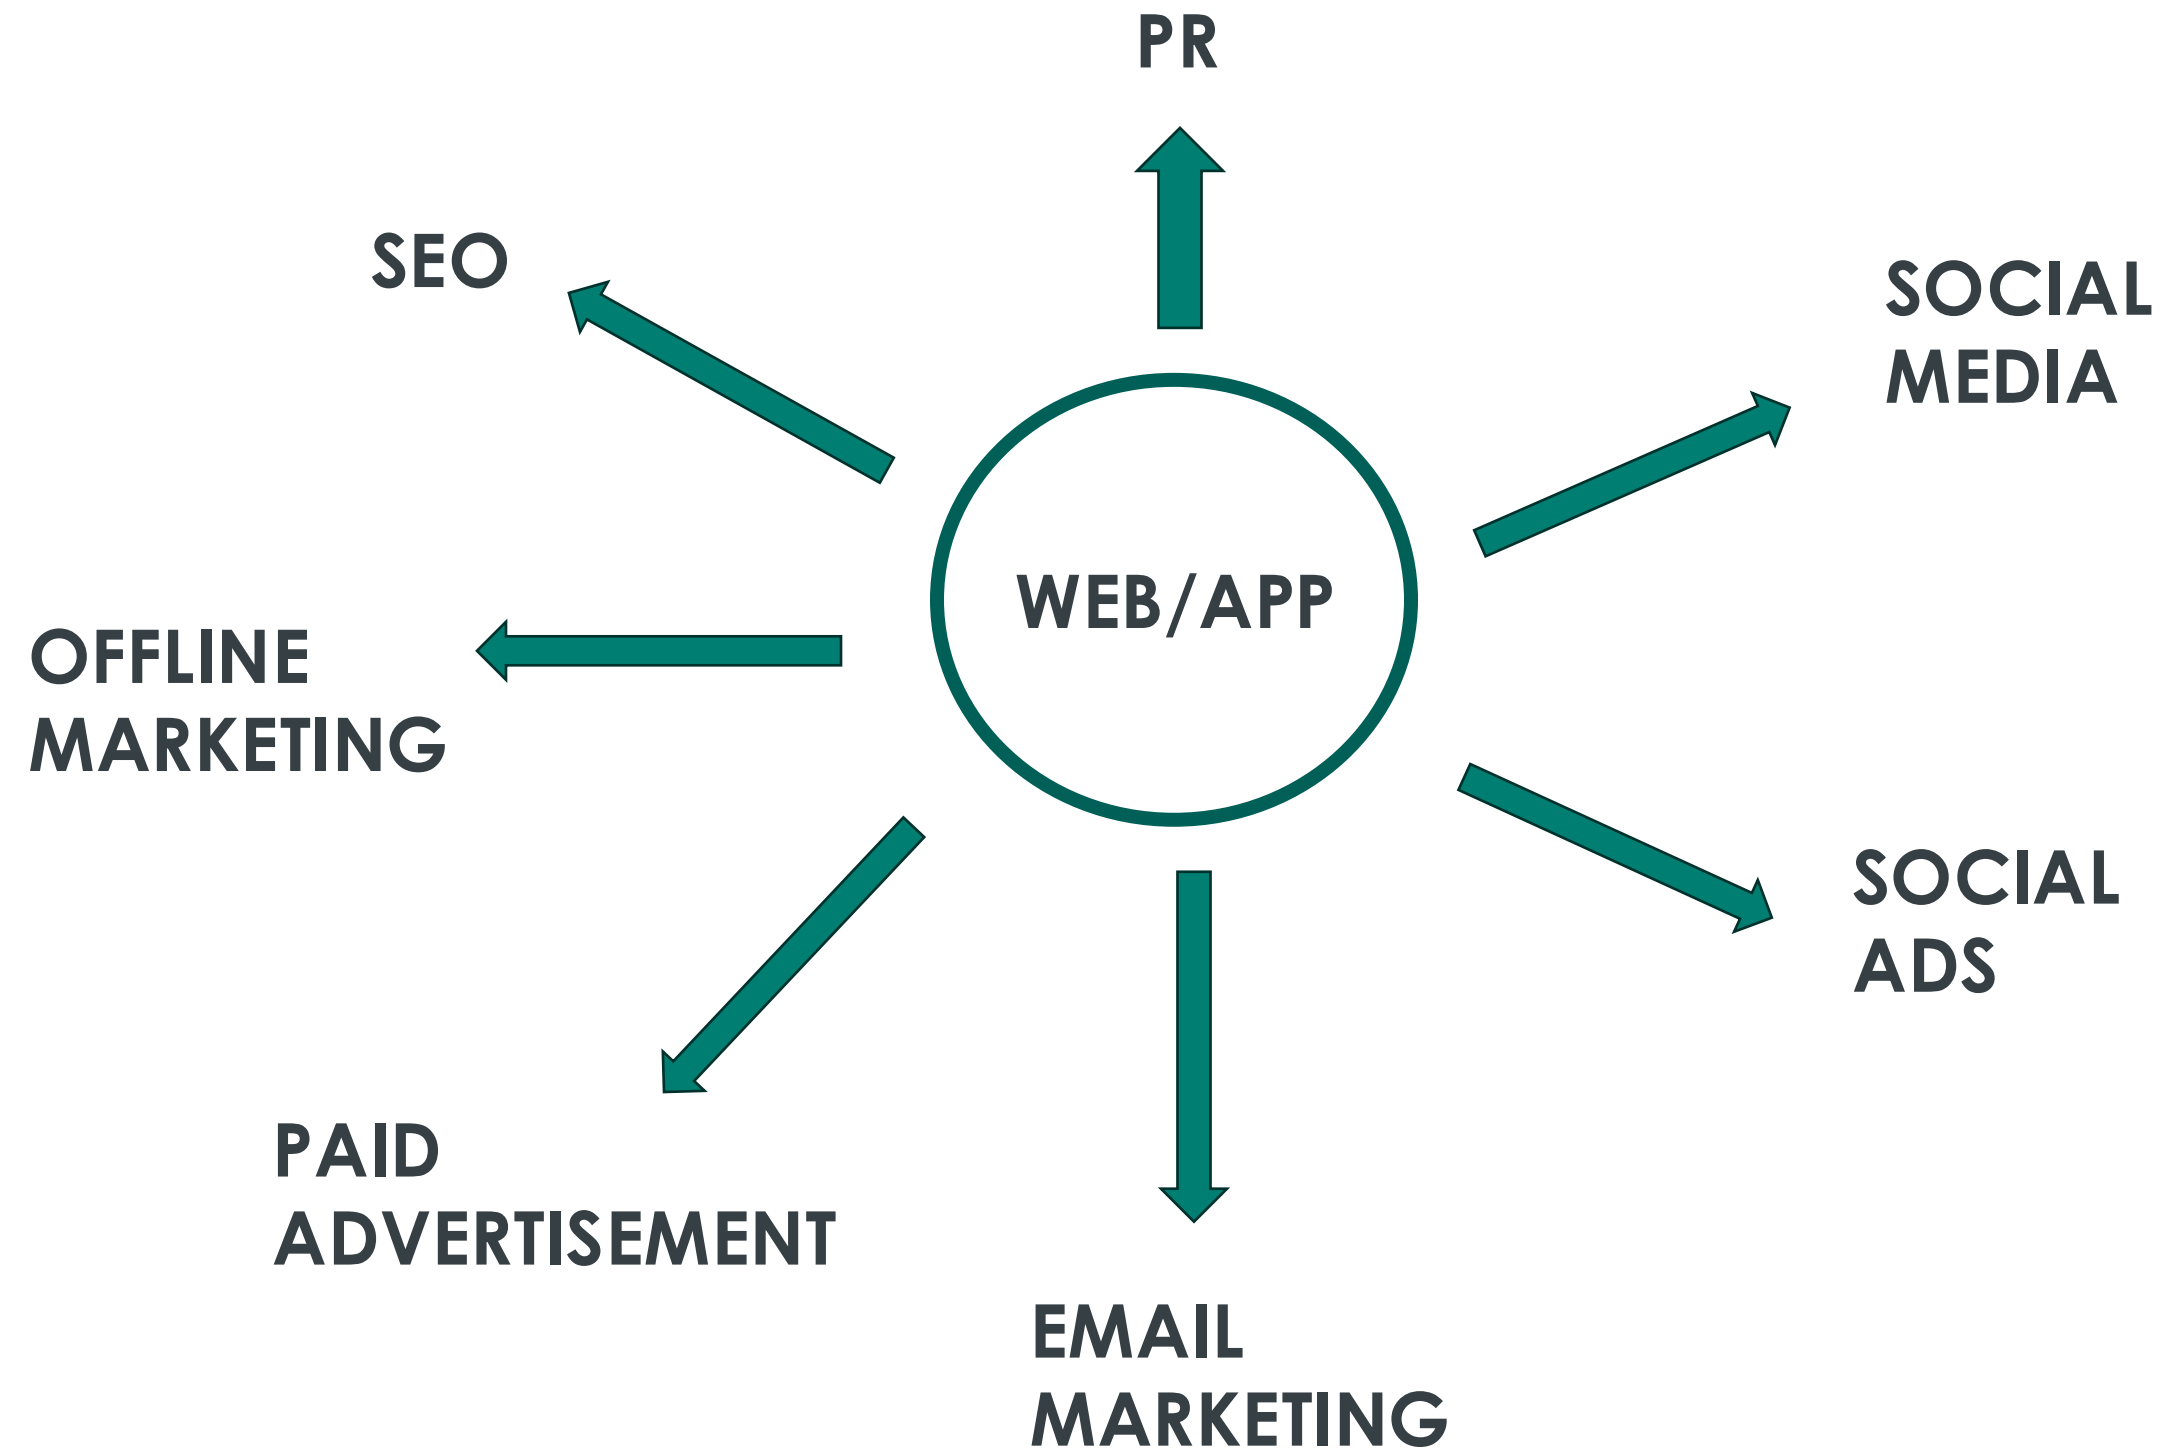 PR
SEO
SOCIAL
MEDIA
WEB/APP
OFFLINE
MARKETING
SOCIAL
ADS
PAID
ADVERTISEMENT
EMAIL
MARKETING